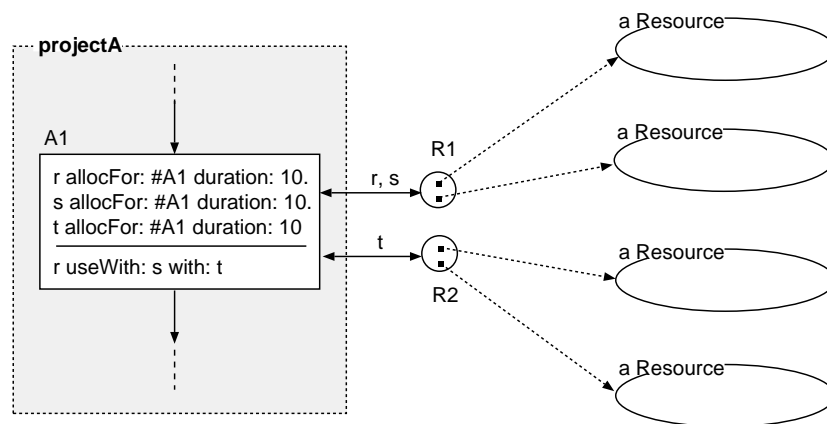 projectA
A1
r allocFor: #A1 duration: 10.
s allocFor: #A1 duration: 10.
t allocFor: #A1 duration: 10
r useWith: s with: t
r, s
t
R1
R2
a Resource
a Resource
a Resource
a Resource